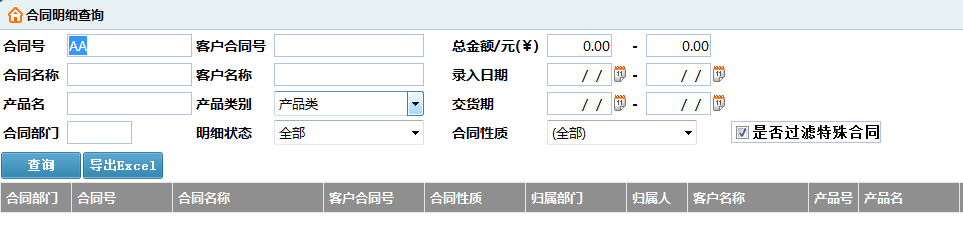 合同明细查询
合同号 AA 客户合同号 总金额/元(¥) 0.00 - 0.00
合同名称 客户名称 录入日期 / / 11 - / / 11
产品名 产品类别 产品类 交货期 / / 11 - / / 11
合同部门 明细状态 全部 合同性质 (全部) 是否过滤特殊合同
查询 导出Excel
合同部门 合同号 合同名称 客户合同号 合同性质 归属部门 归属人 客户名称 产品号 产品名